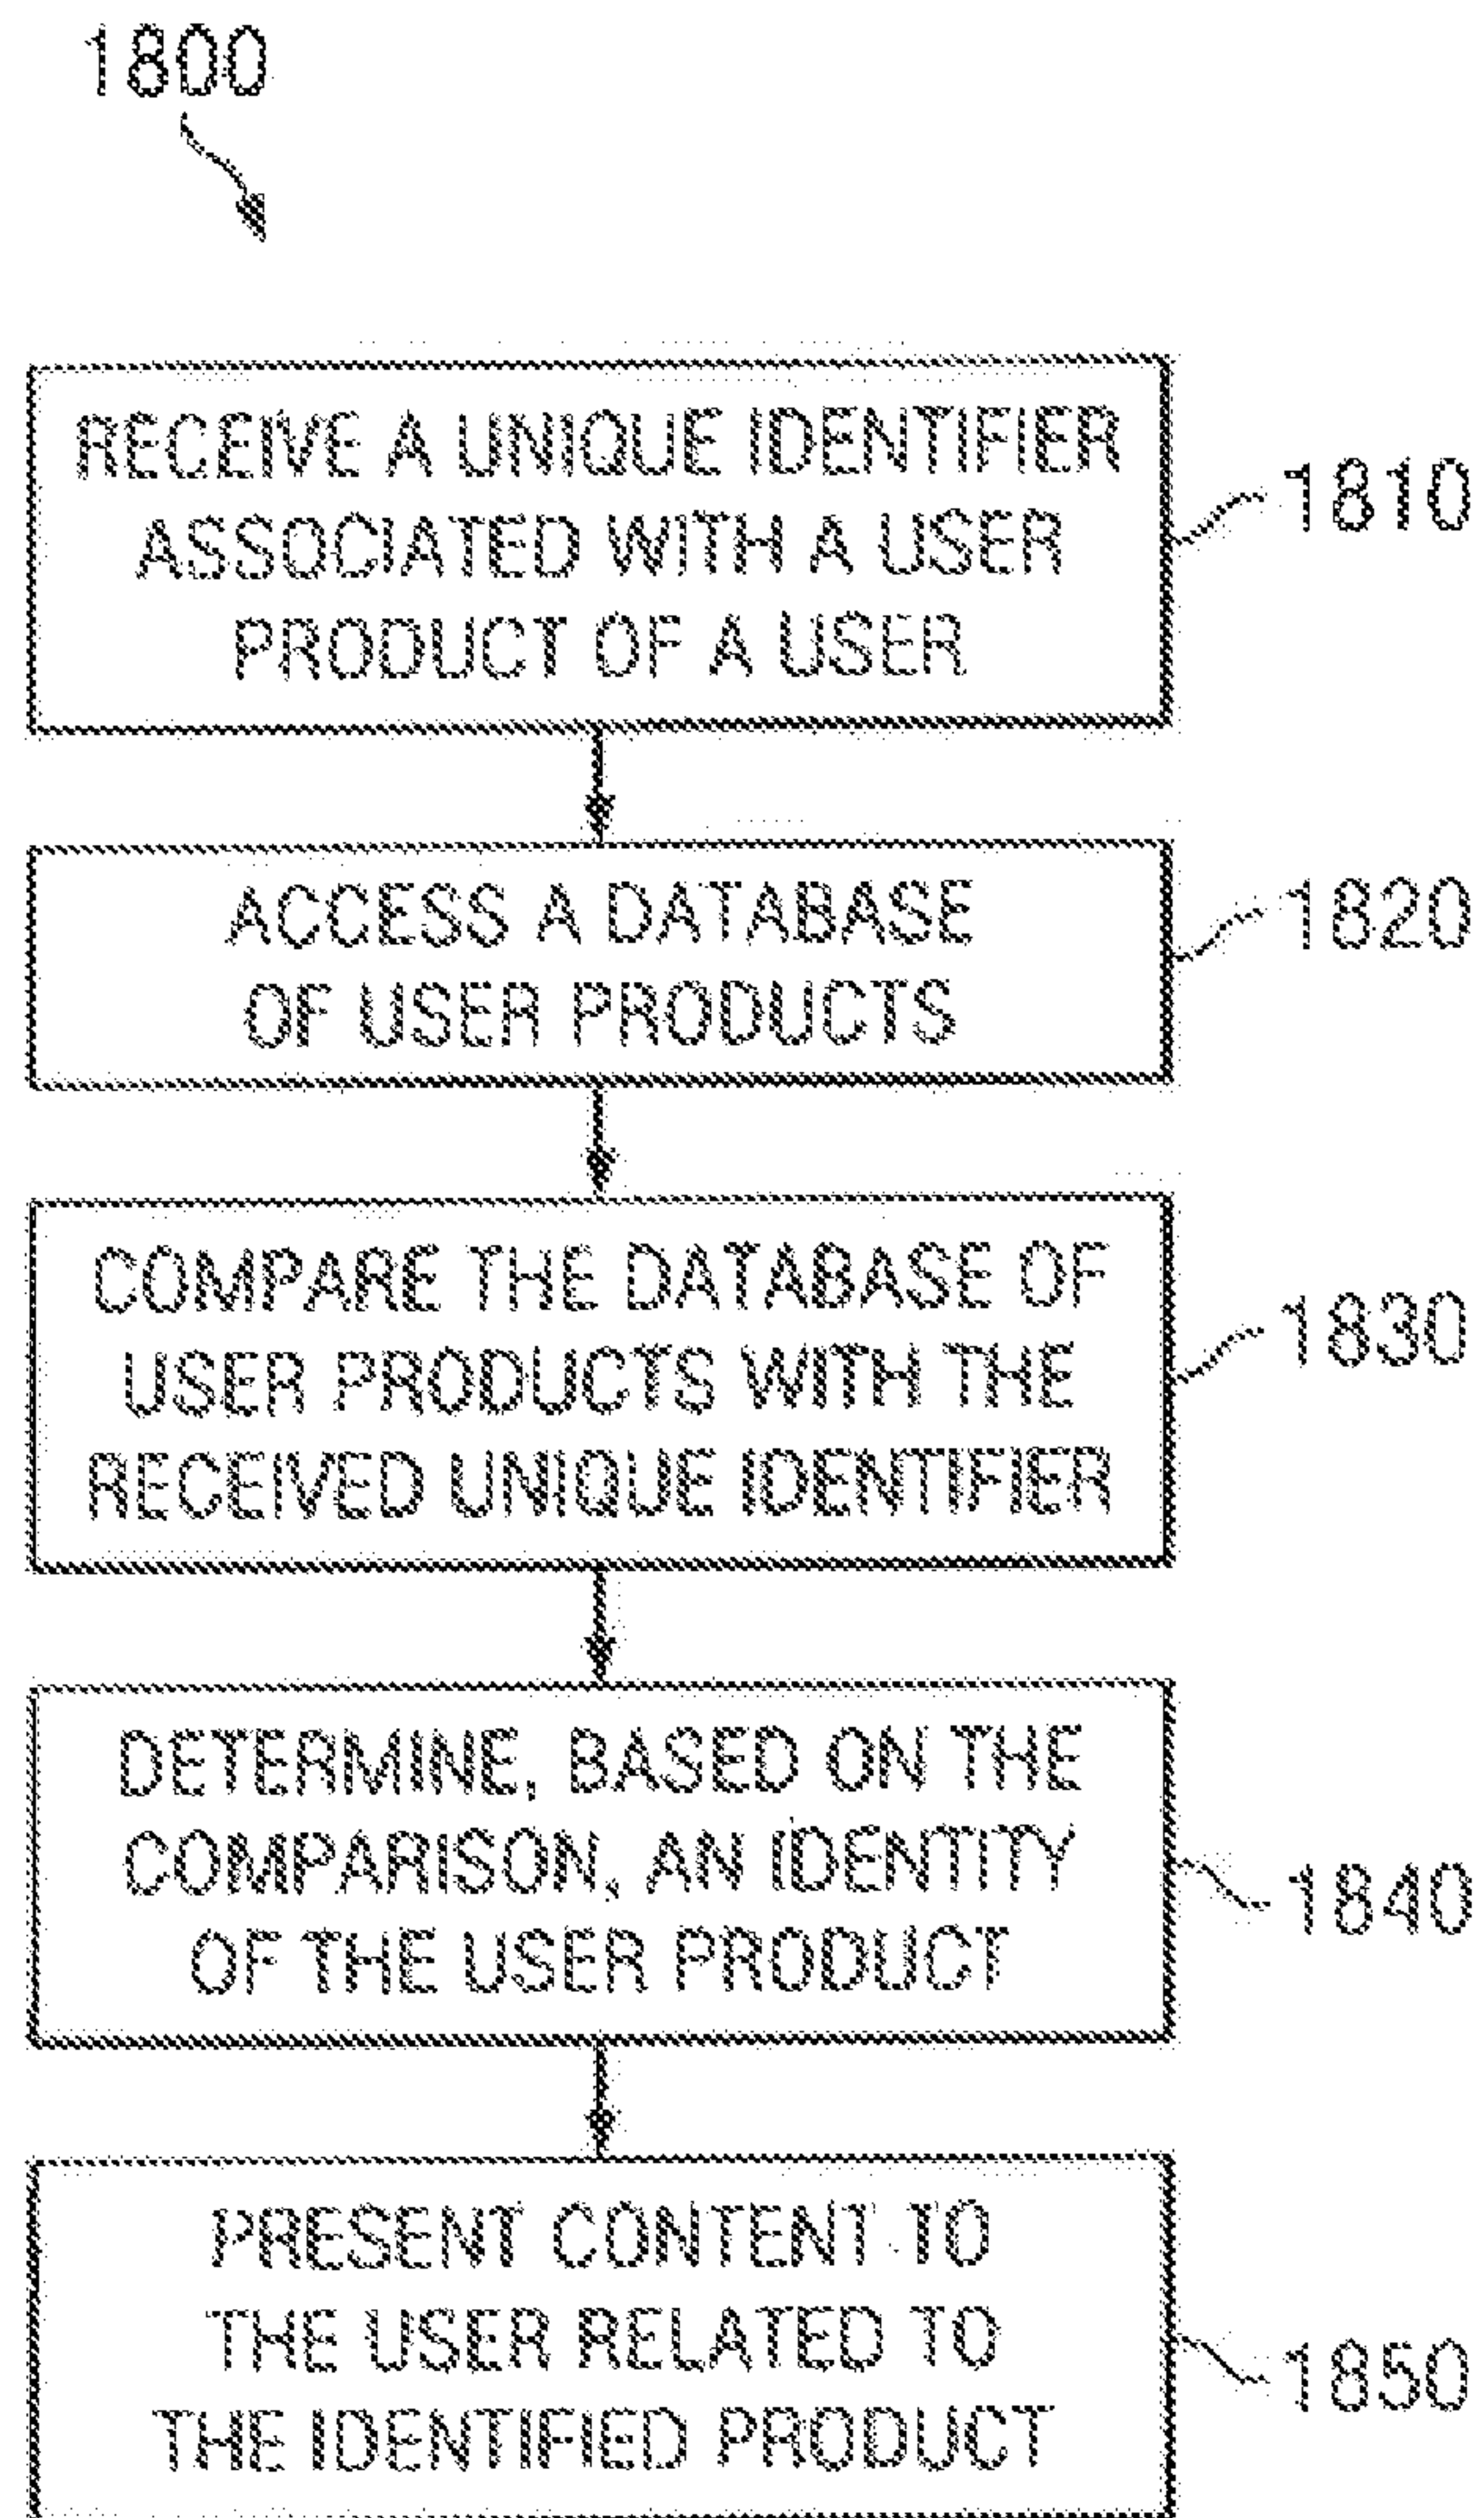 1800
RECEIVE A UNIQUE IDENTIFIER
ASSOCIATED WITH A USER
PRODUCT OF A USER
1810
ACCESS A DATABASE
OF USER PRODUCTS
1820
COMPARE THE DATABASE OF
USER PRODUCTS WITH THE
RECEIVED UNIQUE IDENTIFIER
1830
DETERMINE, BASED ON THE
COMPARISON, AN IDENTITY
OF THE USER PRODUCT
1840
PRESENT CONTENT TO
THE USER RELATED TO
THE IDENTIFIED PRODUCT
1850